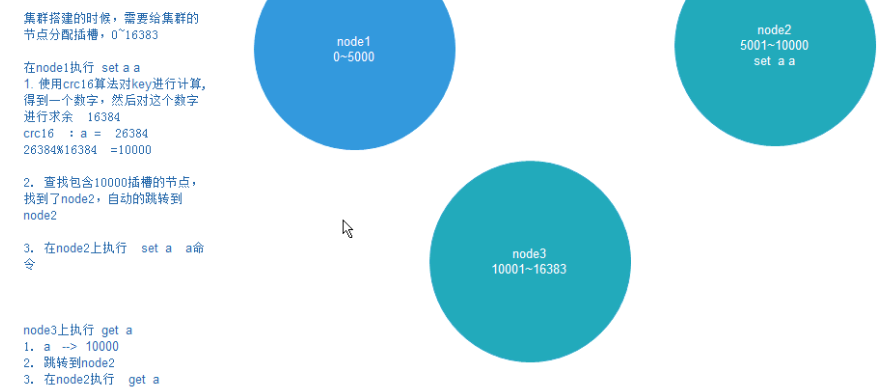 集群搭建的时候，需要给集群的
节点分配插槽，0~16383
在node1执行 set a a
1. 使用crc16算法对key进行计算,
得到一个数字，然后对这个数字
进行求余 16384
crc16 : a = 26384
26384%16384 =10000
2. 查找包含10000插槽的节点，
找到了node2，自动的跳转到
node2
3. 在node2上执行 set a a命
令
node3上执行 get a
1. a --> 10000
2. 跳转到node2
3. 在node2执行 get a
node1
0~5000
node2
5001~10000
set a a
node3
10001~16383